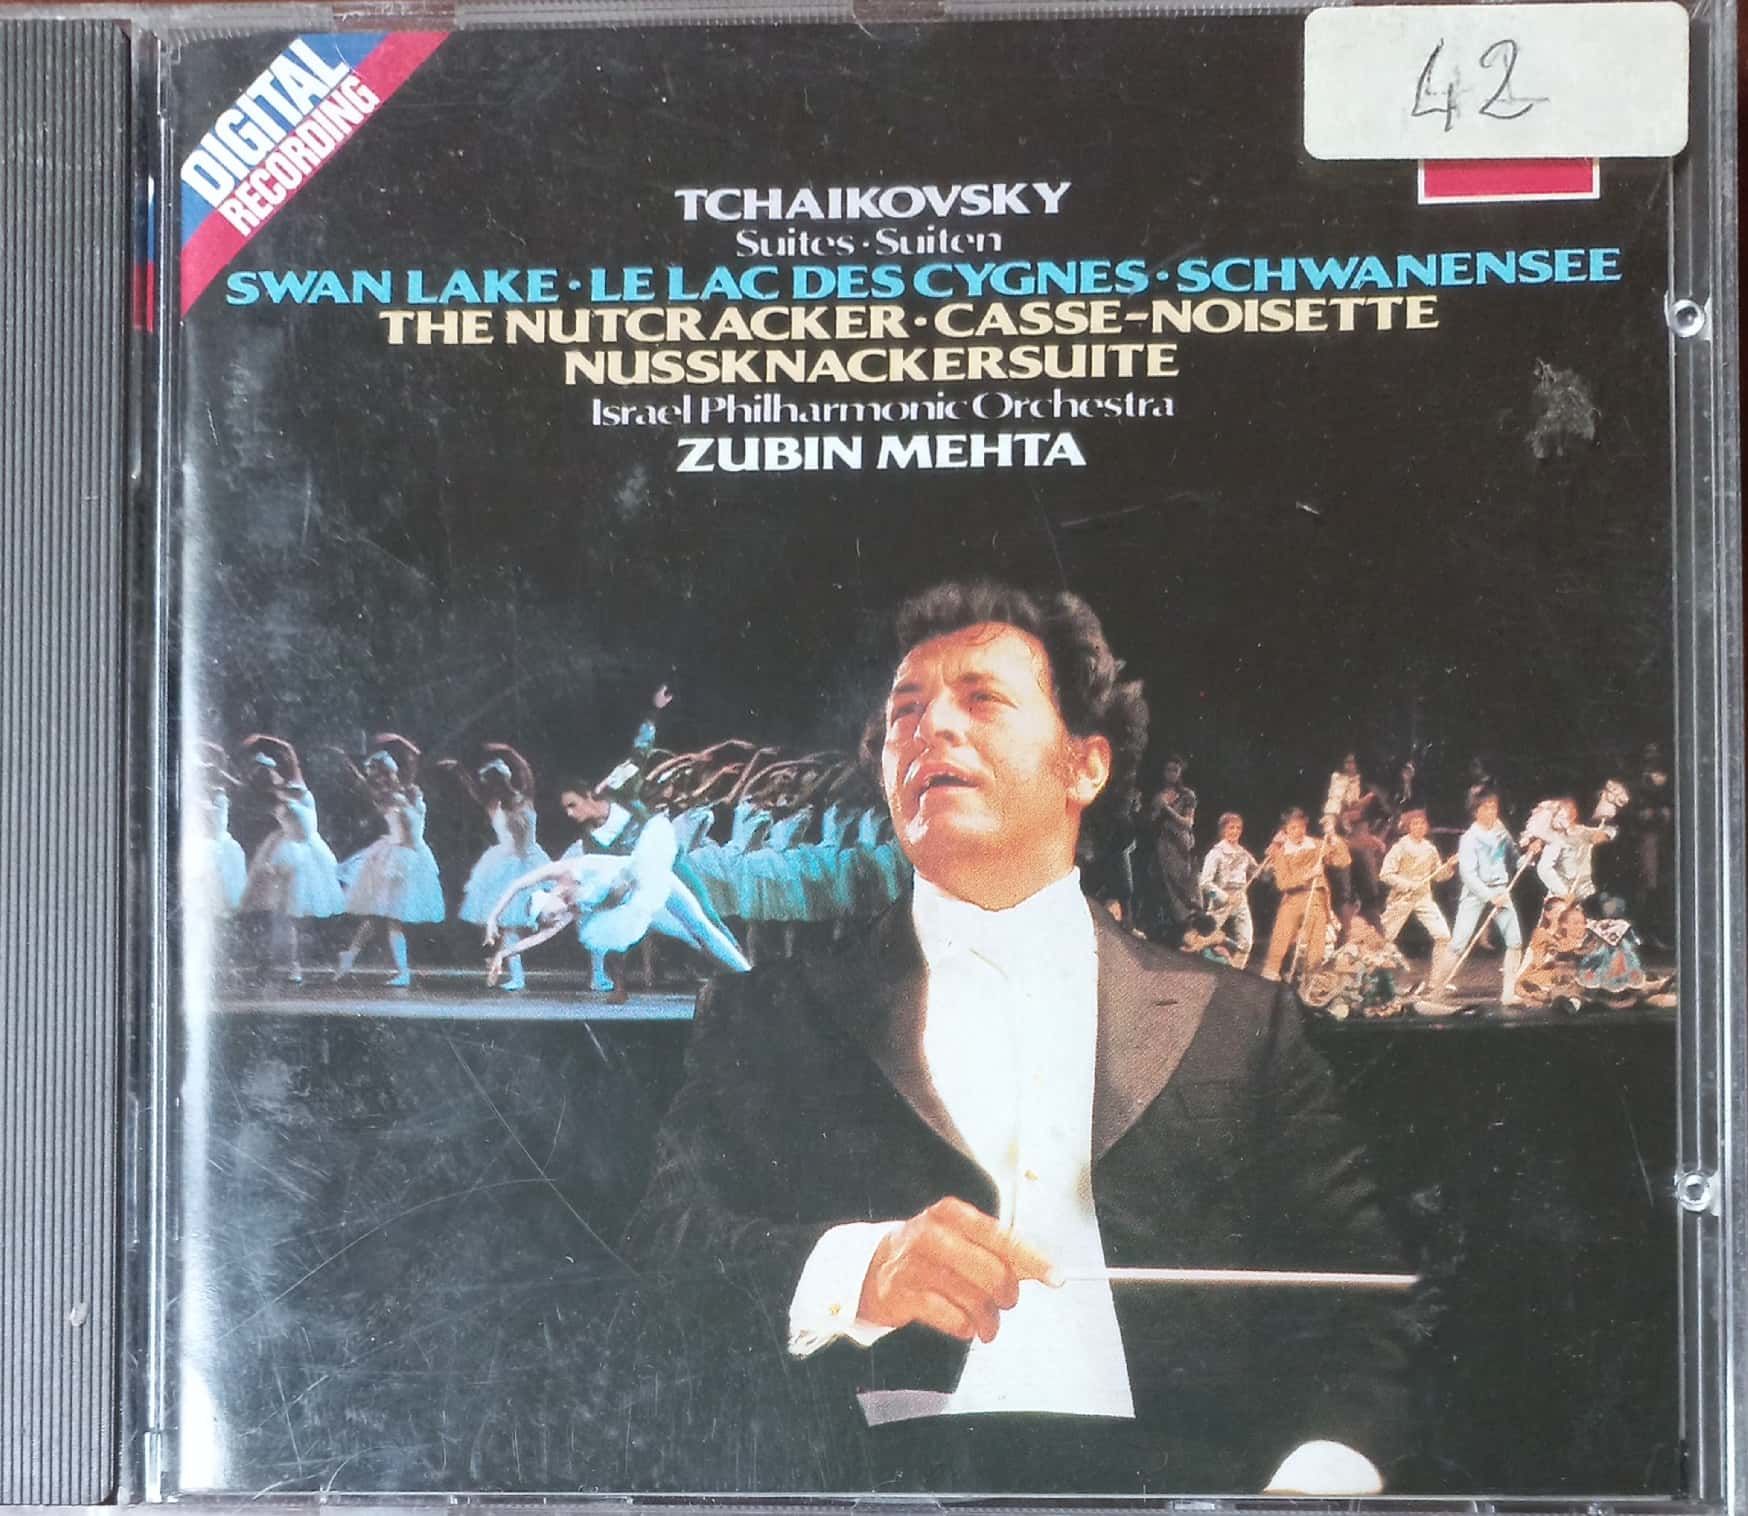 DIGITAL
RECORDING
42
TCHAIKOVSKY
Suites · Suiten
SWAN LAKE · LE LAC DES CYGNES · SCHWANENSEE
THE NUTCRACKER · CASSE-NOISETTE
NUSSKNACKERSUITE
Israel Philharmonic Orchestra
ZUBIN MEHTA